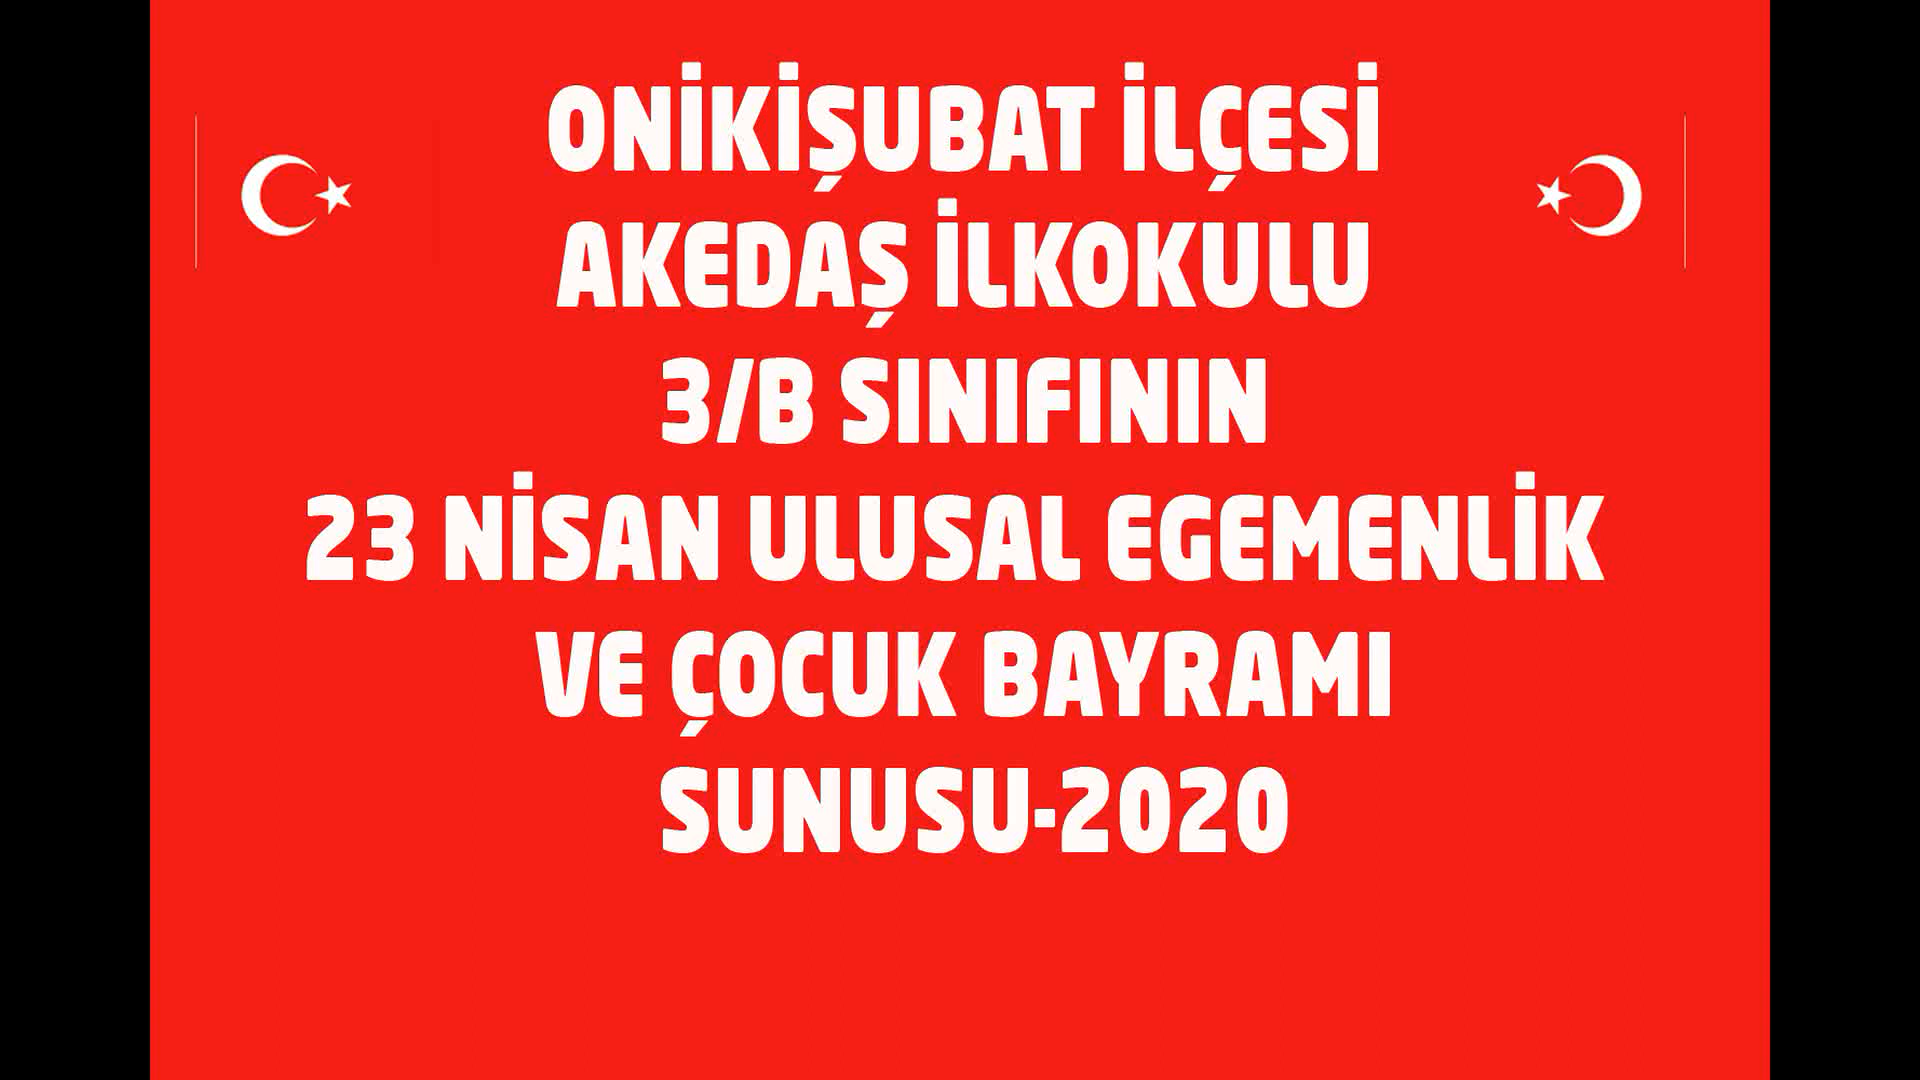 ONİKİŞUBAT İLÇESİ
AKEDAŞ İLKOKULU
3/B SINIFININ
23 NİSAN ULUSAL EGEMENLİK
VE ÇOCUK BAYRAMI
SUNUSU-2020